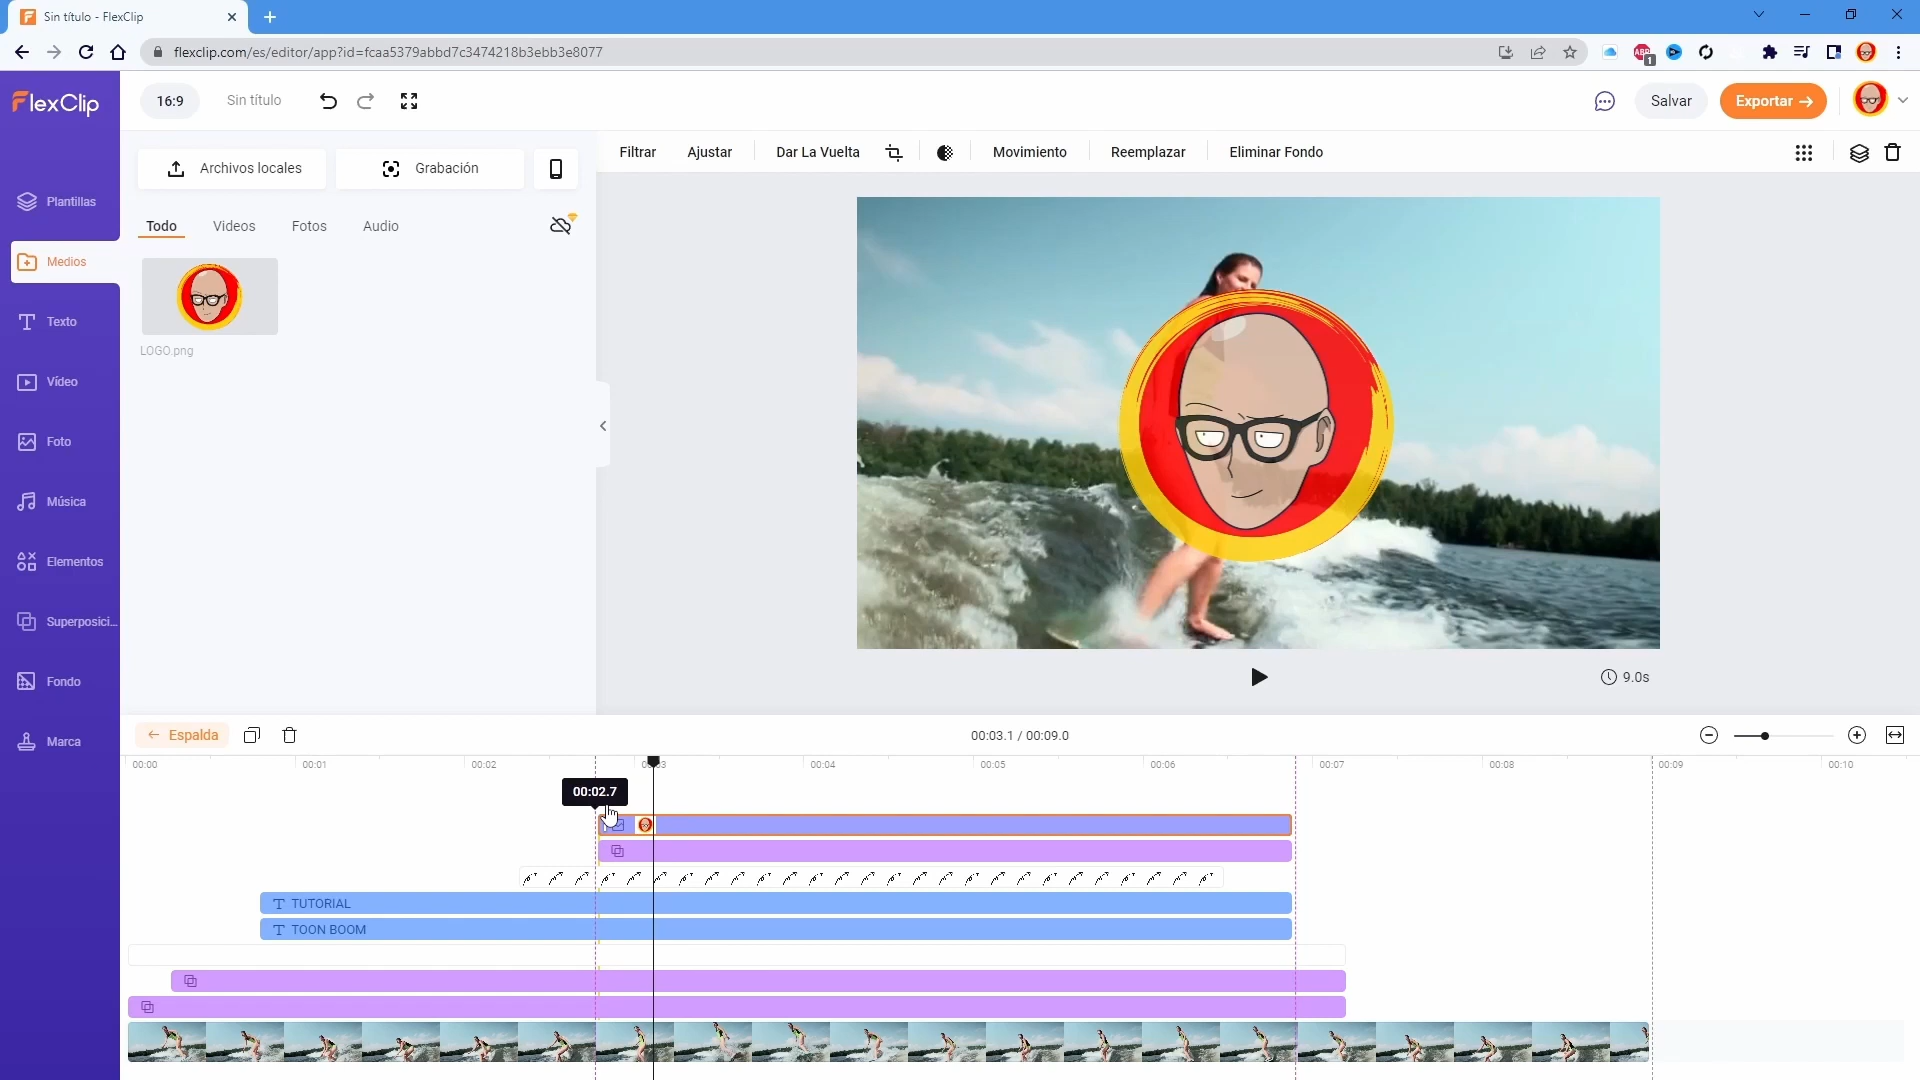 Sin título - FlexClip
flexclip.com/es/editor/app?id=fcaa5379abbd7c3474218b3ebb3e8077
ABP
1
FlexClip
16:9
Sin título
Salvar
Exportar
Archivos locales
Grabación
Filtrar
Ajustar
Dar La Vuelta
Movimiento
Reemplazar
Eliminar Fondo
Plantillas
Medios
Texto
Vídeo
Foto
Música
Elementos
Superposici...
Fondo
Marca
Todo
Videos
Fotos
Audio
LOGO.png
9.0s
Espalda
00:03.1 / 00:09.0
00:00
00:01
00:02
00:03
00:04
00:05
00:06
00:07
00:08
00:09
00:10
00:02.7
TUTORIAL
TOON BOOM